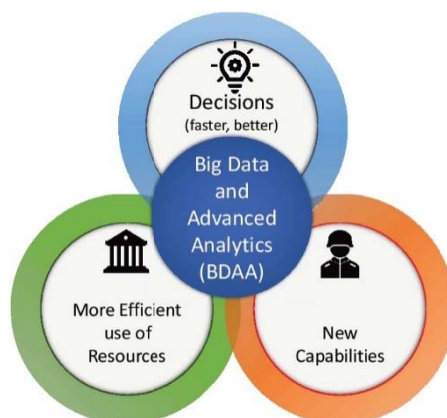 Decisions
(faster, better)
Big Data
and
Advanced
Analytics
(BDAA)
More Efficient
use of
Resources
New
Capabilities